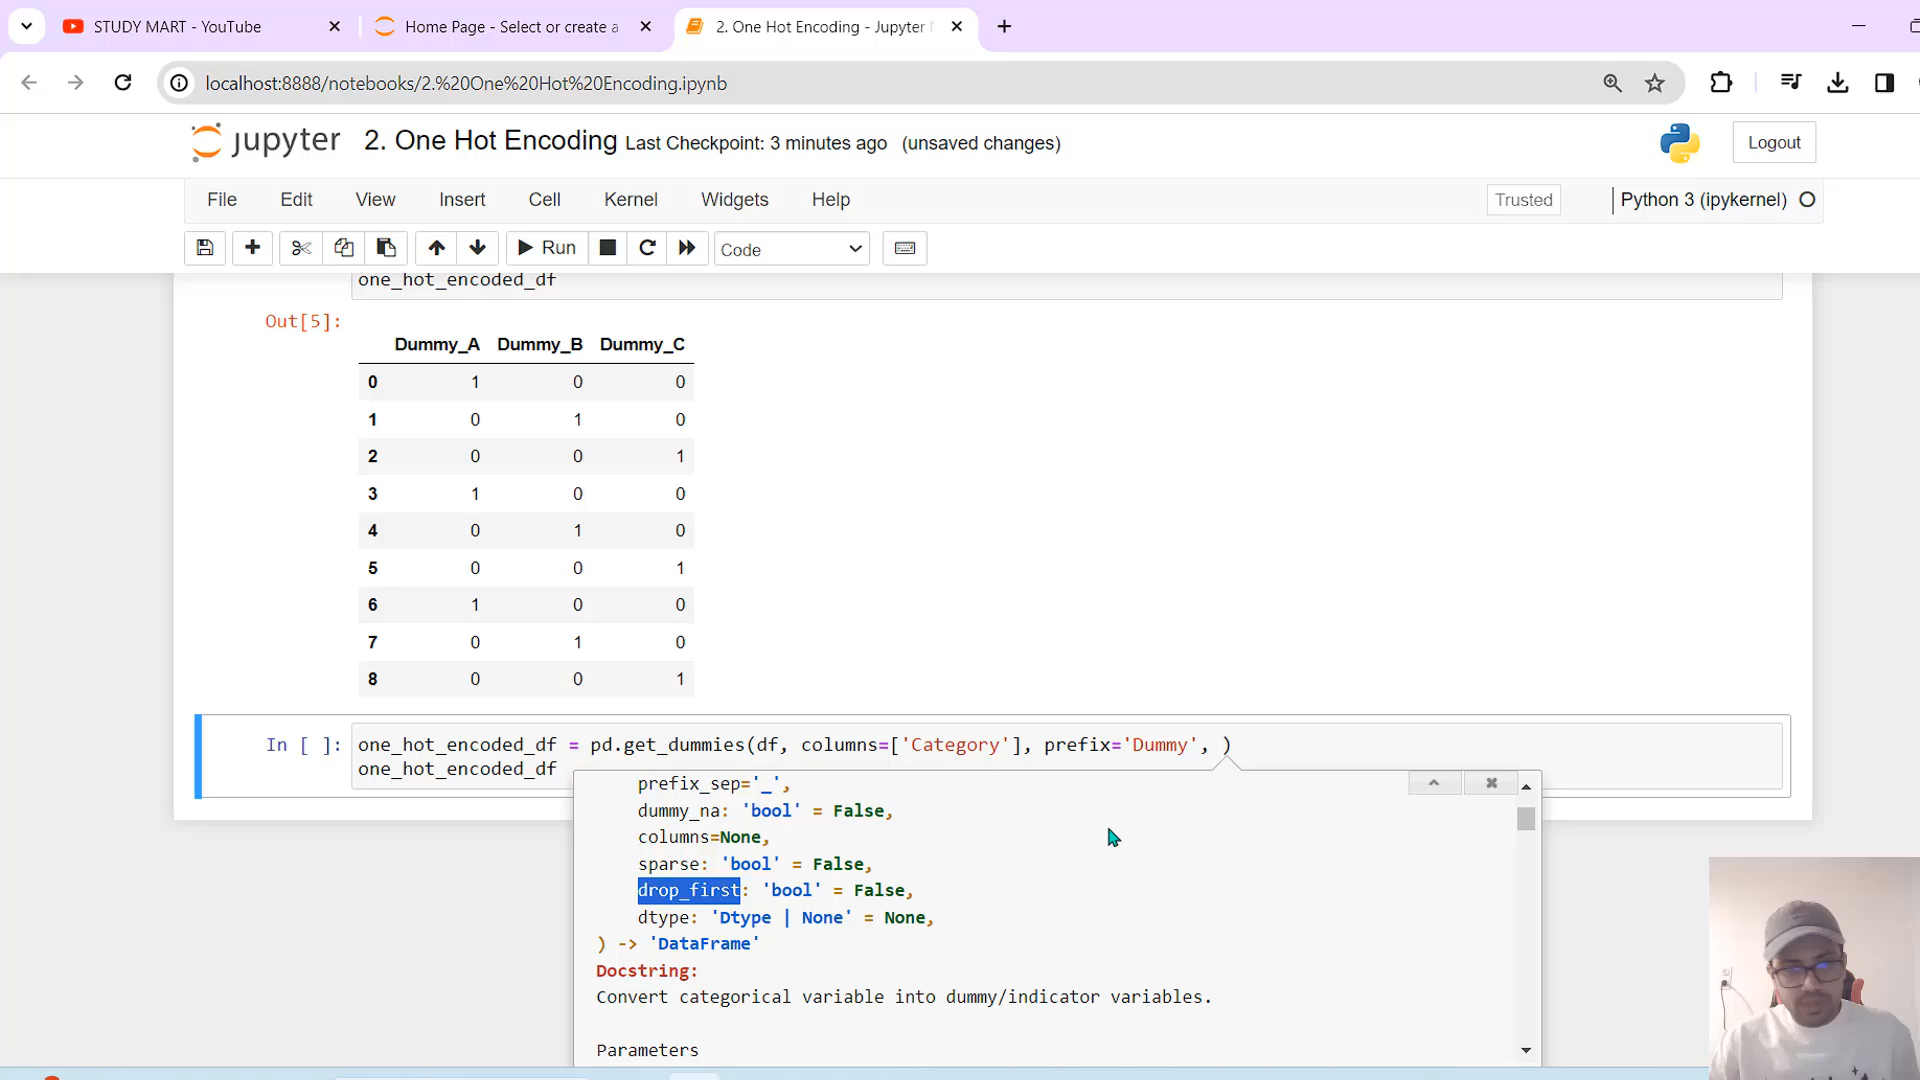 STUDY MART - YouTube
Home Page - Select or create a
2. One Hot Encoding - Jupyter
localhost:8888/notebooks/2.%20One%20Hot%20Encoding.ipynb
jupyter 2. One Hot Encoding Last Checkpoint: 3 minutes ago (unsaved changes)
Logout
File Edit View Insert Cell Kernel Widgets Help
Trusted
Python 3 (ipykernel)
Run
Code
one_hot_encoded_df
Out[5]:
Dummy_A Dummy_B Dummy_C
0 1 0 0
1 0 1 0
2 0 0 1
3 1 0 0
4 0 1 0
5 0 0 1
6 1 0 0
7 0 1 0
8 0 0 1
In [ ]: one_hot_encoded_df = pd.get_dummies(df, columns=['Category'], prefix='Dummy', )
one_hot_encoded_df
prefix_sep='_',
dummy_na: 'bool' = False,
columns=None,
sparse: 'bool' = False,
drop_first: 'bool' = False,
dtype: 'Dtype | None' = None,
) -> 'DataFrame'
Docstring:
Convert categorical variable into dummy/indicator variables.
Parameters